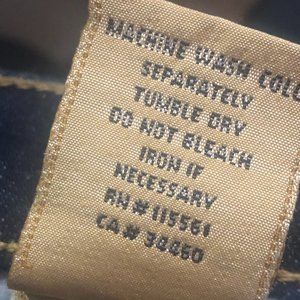 MACHINE WASH COLD
SEPARATELY
TUMBLE DRY
DO NOT BLEACH
IRON IF
NECESSARY
RN# 115561
CA# 38460